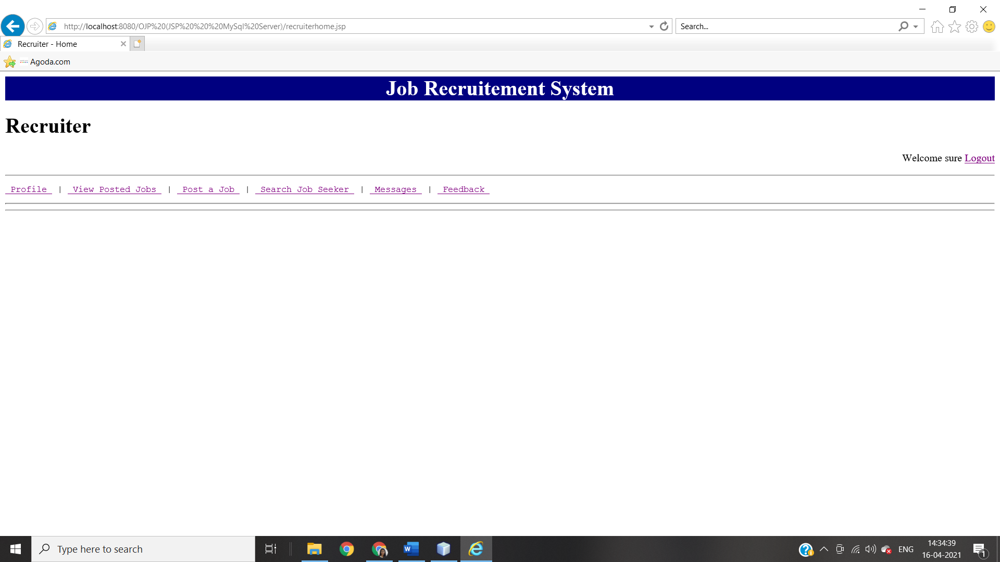 http://localhost:8080/OJP%20(JSP%20%20%20MySql%20Server)/recruiterhome.jsp
Search...
Recruiter - Home
Agoda.com
Job Recruitement System
Recruiter
Welcome sure Logout
Profile | View Posted Jobs | Post a Job | Search Job Seeker | Messages | Feedback
Type here to search
ENG
14:34:39
16-04-2021
1